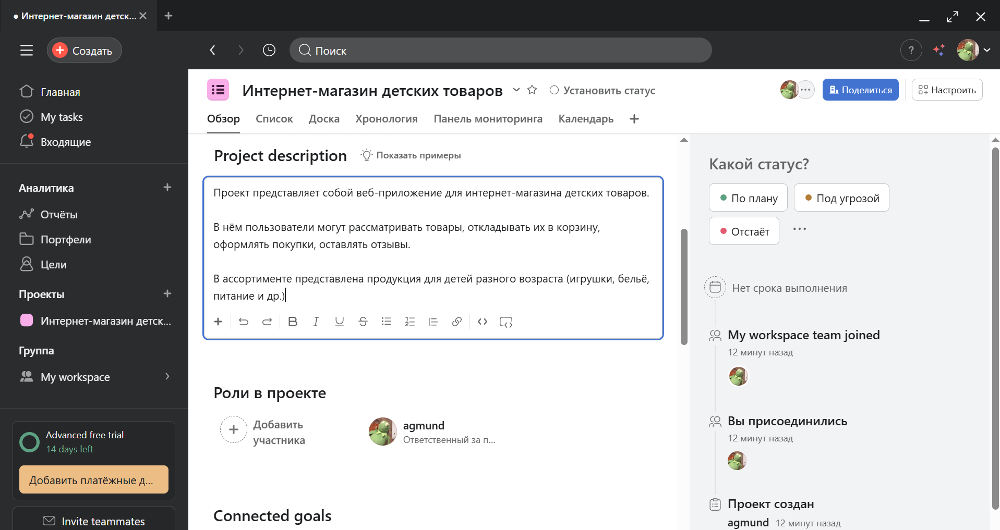 Интернет-магазин детск...
Создать
Поиск
?
Главная
My tasks
Входящие
Аналитика
Отчёты
Портфели
Цели
Проекты
Интернет-магазин детск...
Группа
My workspace
Advanced free trial
14 days left
Добавить платёжные д...
Invite teammates
Интернет-магазин детских товаров
Установить статус
Поделиться
Настроить
Обзор
Список
Доска
Хронология
Панель мониторинга
Календарь
Project description
Показать примеры
Проект представляет собой веб-приложение для интернет-магазина детских товаров.
В нём пользователи могут рассматривать товары, откладывать их в корзину,
оформлять покупки, оставлять отзывы.
В ассортименте представлена продукция для детей разного возраста (игрушки, бельё,
питание и др.)
Роли в проекте
Добавить
участника
agmund
Ответственный за п...
Connected goals
Какой статус?
По плану
Под угрозой
Отстаёт
Нет срока выполнения
My workspace team joined
12 минут назад
Вы присоединились
12 минут назад
Проект создан
agmund 12 минут назад